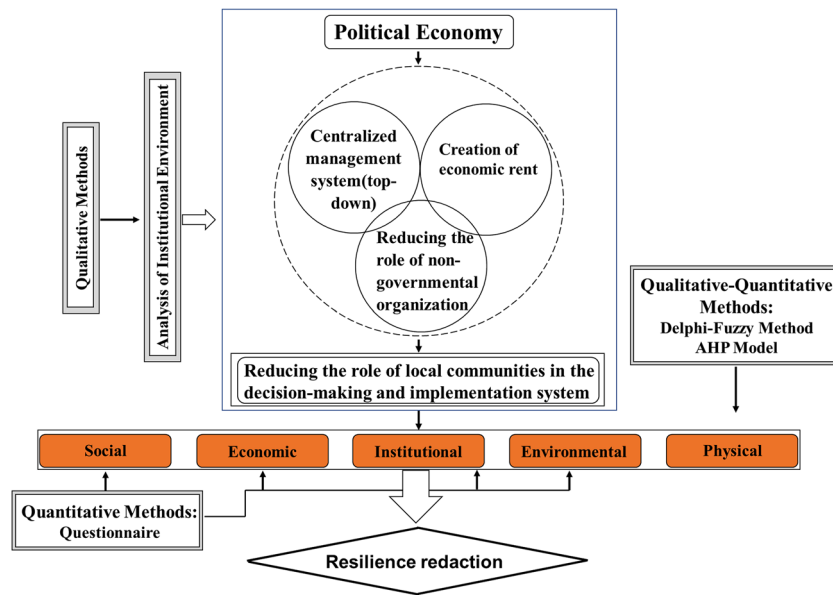 Political Economy
Qualitative Methods
Analysis of Institutional Environment
Centralized
management
system(top-
down)
Creation of
economic rent
Reducing the
role of non-
governmental
organization
Qualitative-Quantitative
Methods:
Delphi-Fuzzy Method
AHP Model
Reducing the role of local communities in the
decision-making and implementation system
Social
Economic
Institutional
Environmental
Physical
Quantitative Methods:
Questionnaire
Resilience redaction